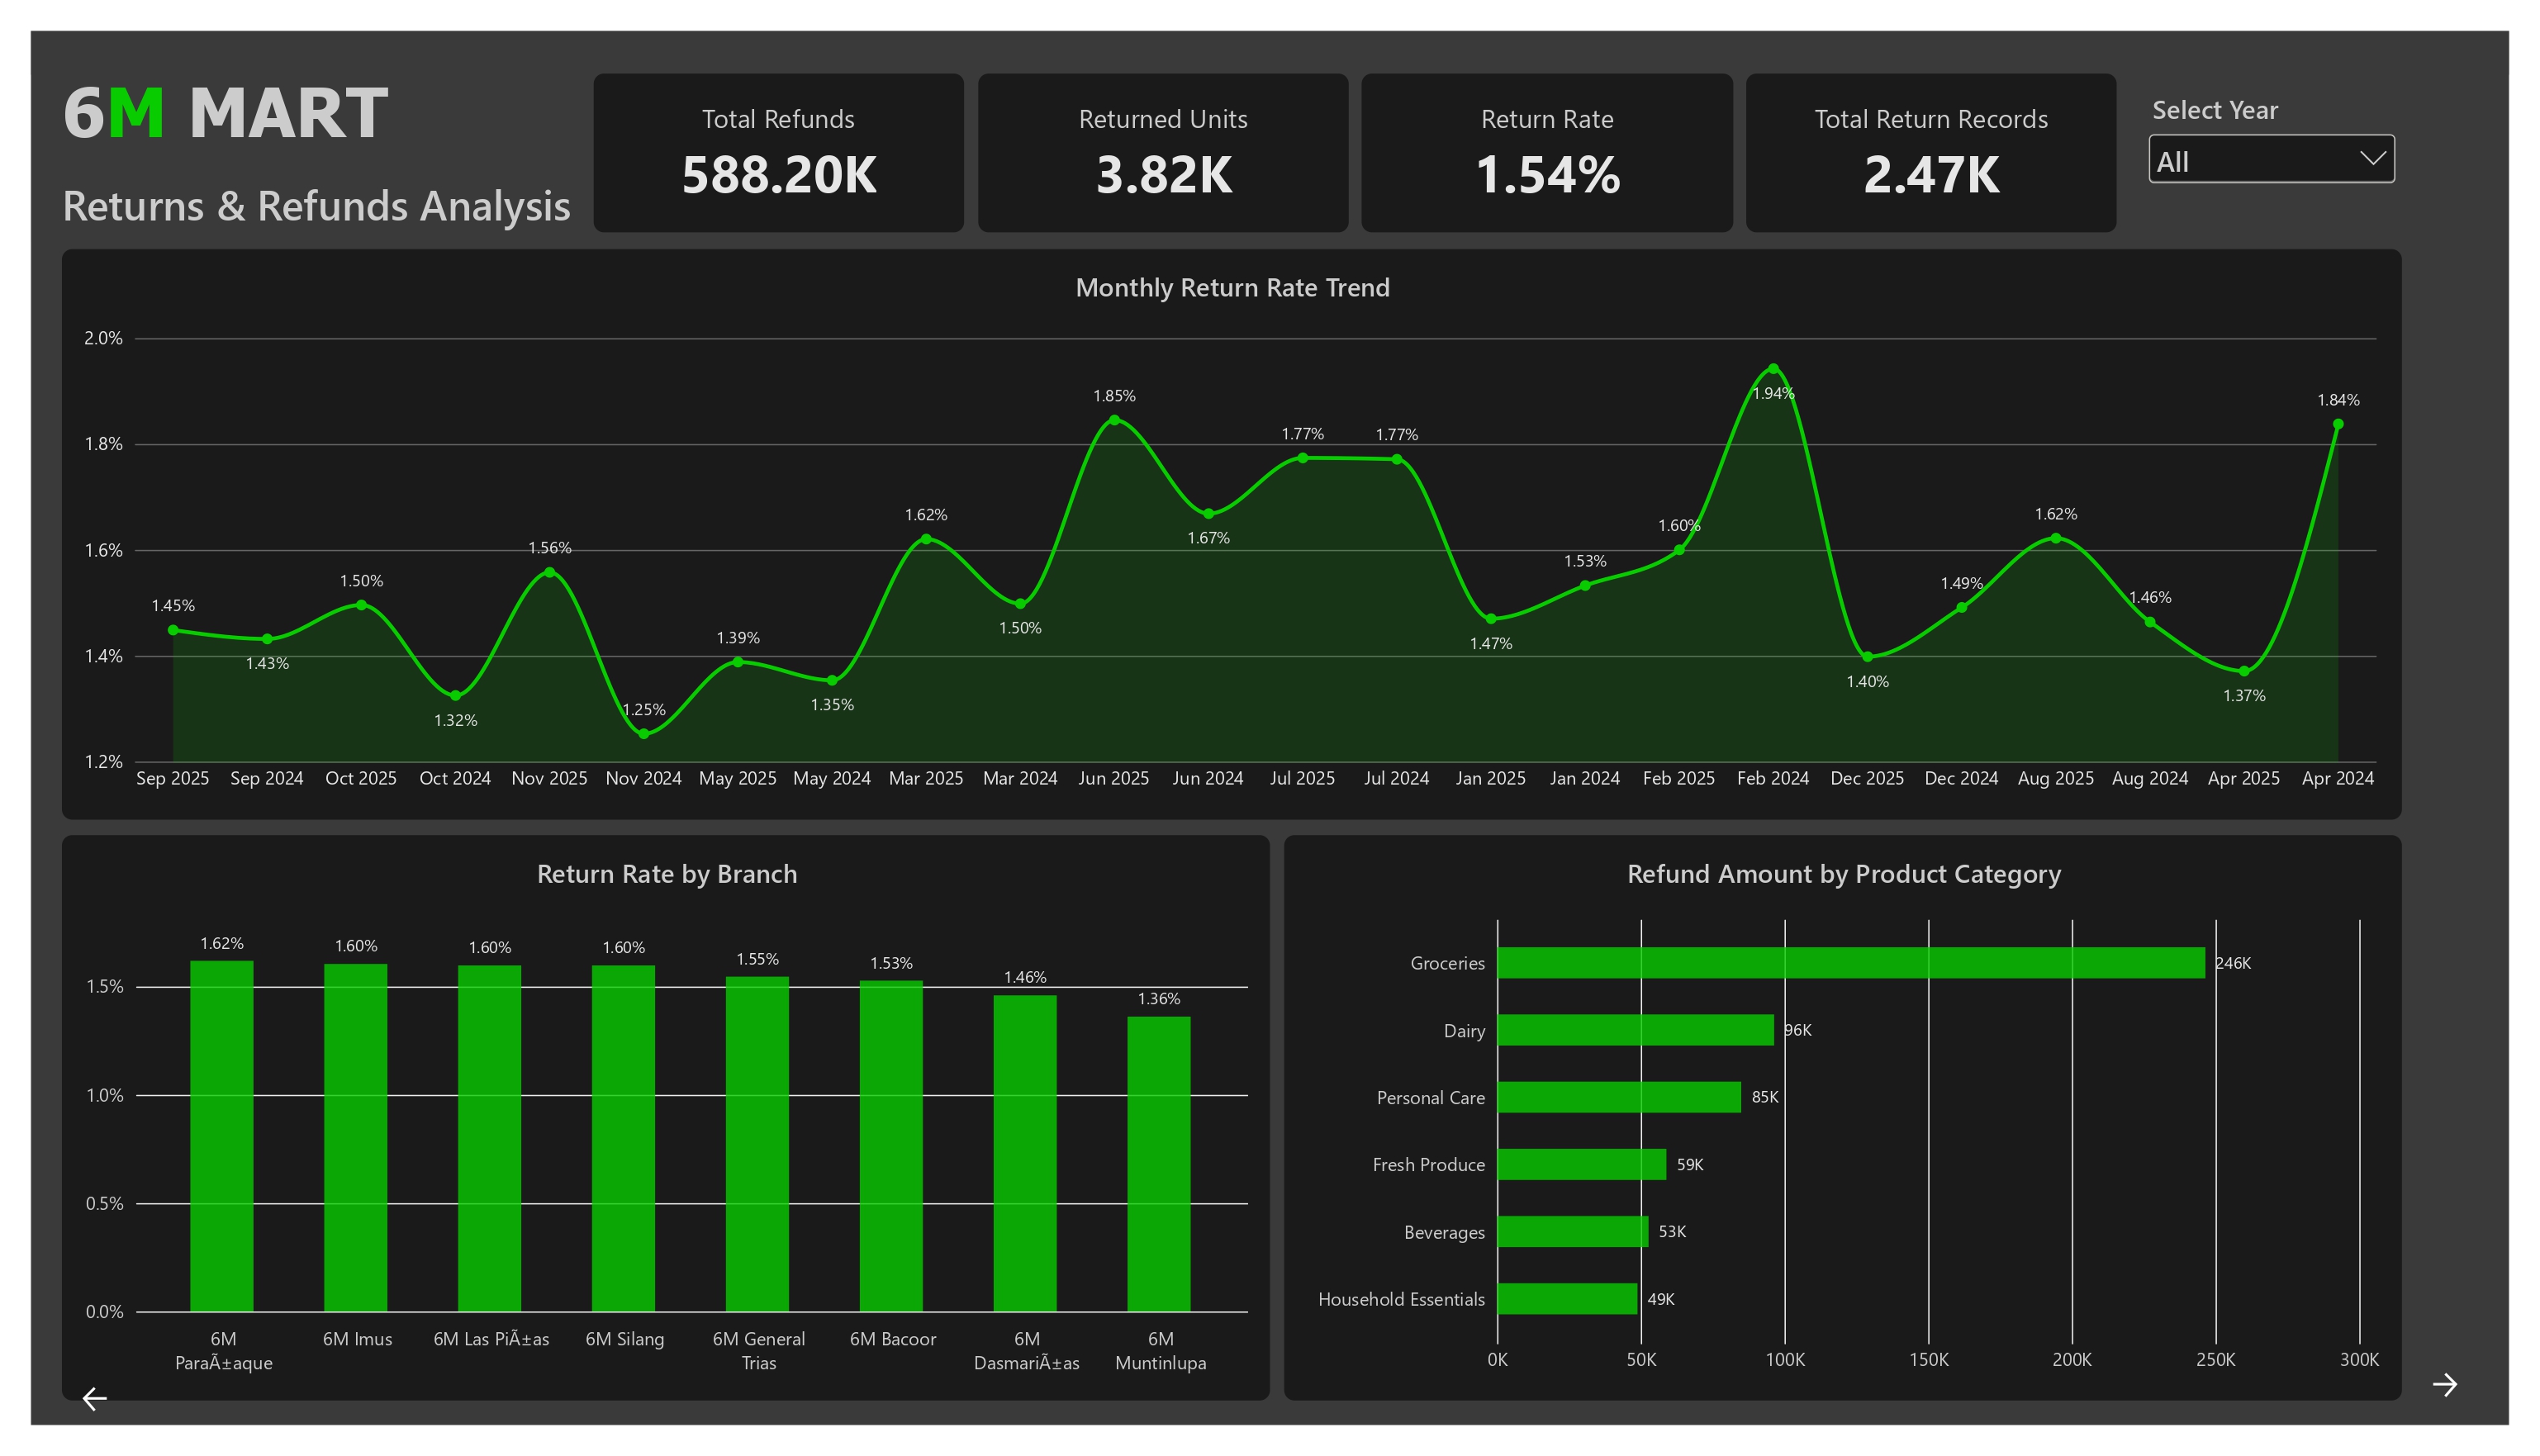 6M MART
Returns & Refunds Analysis
Total Refunds
588.20K
Returned Units
3.82K
Return Rate
1.54%
Total Return Records
2.47K
Select Year
All
Monthly Return Rate Trend
2.0%
1.8%
1.6%
1.4%
1.2%
1.45%
1.43%
1.50%
1.32%
1.56%
1.25%
1.39%
1.35%
1.62%
1.50%
1.85%
1.67%
1.77%
1.77%
1.47%
1.53%
1.60%
1.94%
1.40%
1.49%
1.62%
1.46%
1.37%
1.84%
Sep 2025 Sep 2024 Oct 2025 Oct 2024 Nov 2025 Nov 2024 May 2025 May 2024 Mar 2025 Mar 2024 Jun 2025 Jun 2024 Jul 2025 Jul 2024 Jan 2025 Jan 2024 Feb 2025 Feb 2024 Dec 2025 Dec 2024 Aug 2025 Aug 2024 Apr 2025 Apr 2024
Return Rate by Branch
1.5%
1.0%
0.5%
0.0%
1.62%
1.60%
1.60%
1.60%
1.55%
1.53%
1.46%
1.36%
6M
ParaÃ±aque
6M Imus
6M Las PiÃ±as
6M Silang
6M General
Trias
6M Bacoor
6M
DasmariÃ±as
6M
Muntinlupa
Refund Amount by Product Category
Groceries
246K
Dairy
96K
Personal Care
85K
Fresh Produce
59K
Beverages
53K
Household Essentials
49K
0K 50K 100K 150K 200K 250K 300K